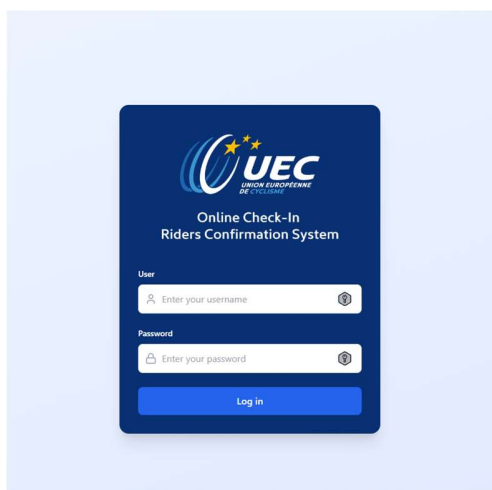 UEC
UNION EUROPÉENNE
DE CYCLISME
Online Check-In
Riders Confirmation System
User
Enter your username
Password
Enter your password
Log in